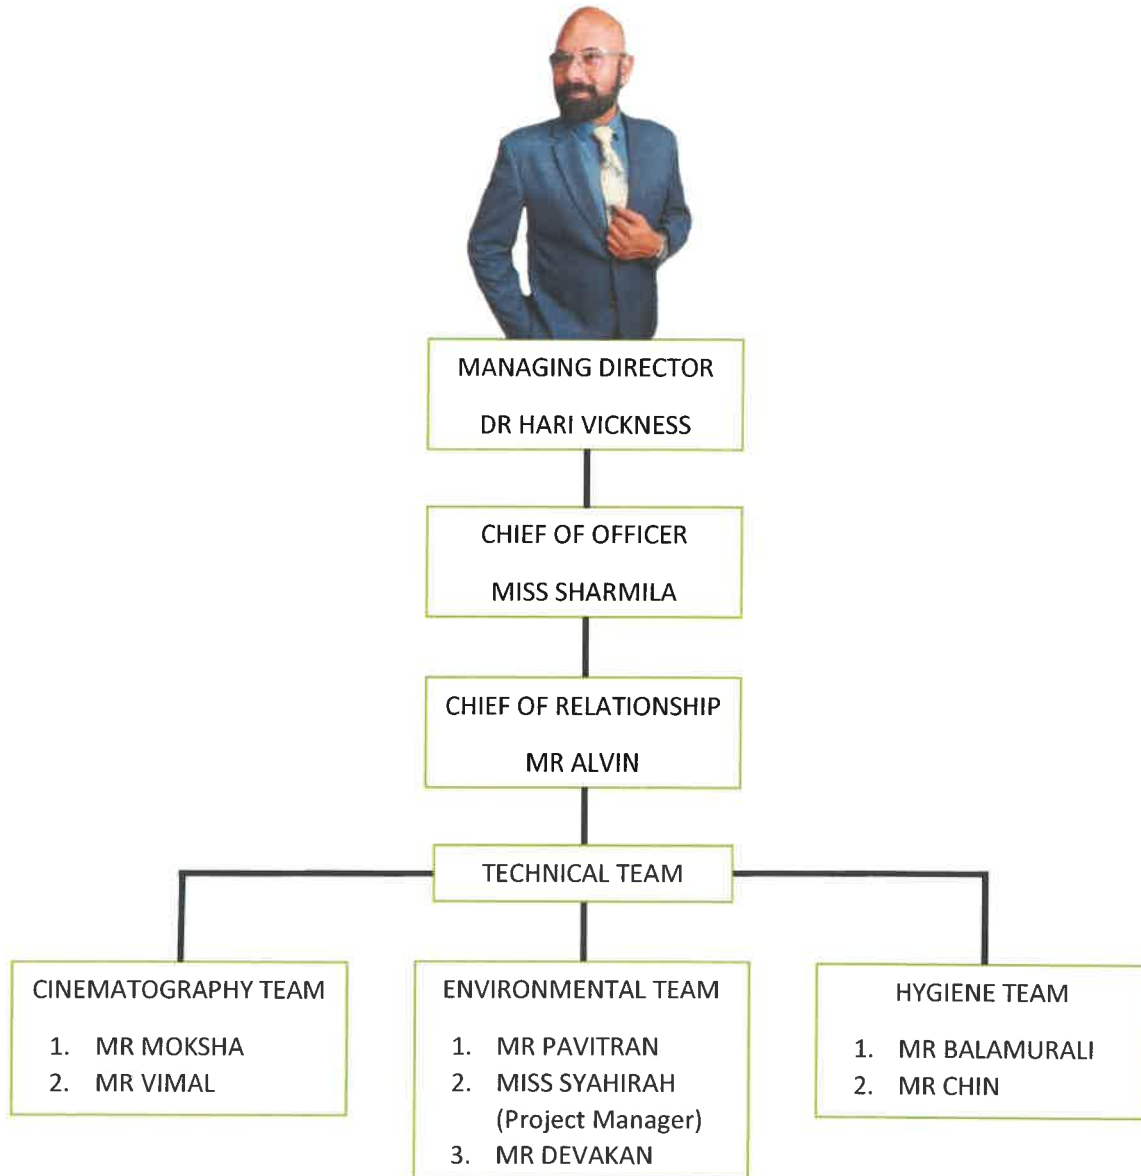 MANAGING DIRECTOR
DR HARI VICKNESS
CHIEF OF OFFICER
MISS SHARMILA
CHIEF OF RELATIONSHIP
MR ALVIN
TECHNICAL TEAM
CINEMATOGRAPHY TEAM
1. MR MOKSHA
2. MR VIMAL
ENVIRONMENTAL TEAM
1. MR PAVITRAN
2. MISS SYAHIRAH
(Project Manager)
3. MR DEVAKAN
HYGIENE TEAM
1. MR BALAMURALI
2. MR CHIN